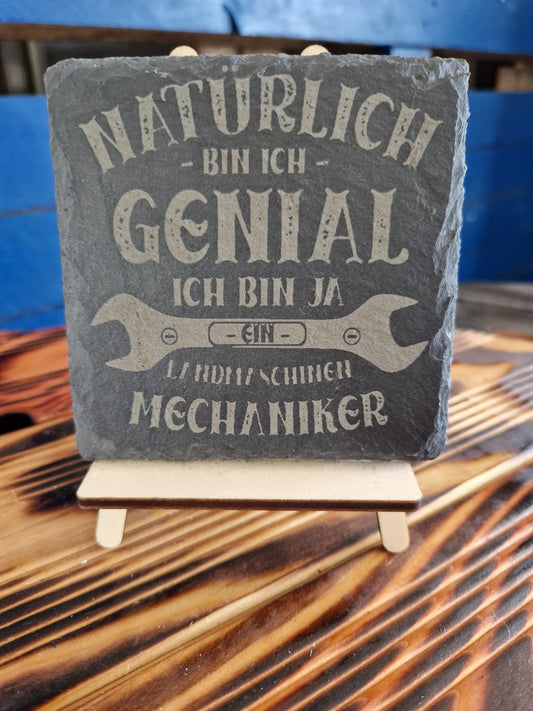 NATÜRLICH
- BIN ICH -
GENIAL
ICH BIN JA
- EIN -
LANDMASCHINEN
MECHANIKER